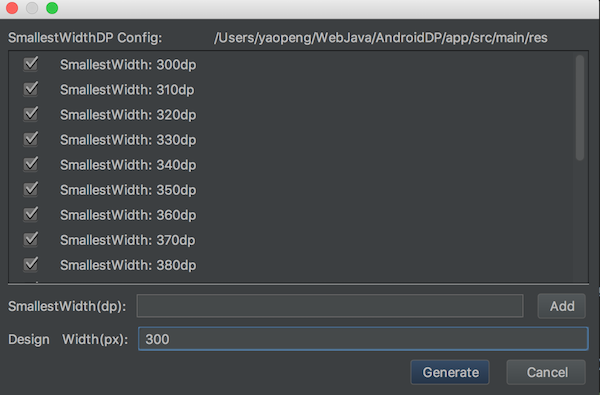 SmallestWidthDP Config: /Users/yaopeng/WebJava/AndroidDP/app/src/main/res
SmallestWidth: 300dp
SmallestWidth: 310dp
SmallestWidth: 320dp
SmallestWidth: 330dp
SmallestWidth: 340dp
SmallestWidth: 350dp
SmallestWidth: 360dp
SmallestWidth: 370dp
SmallestWidth: 380dp
SmallestWidth(dp): Add
Design Width(px): 300
Generate Cancel